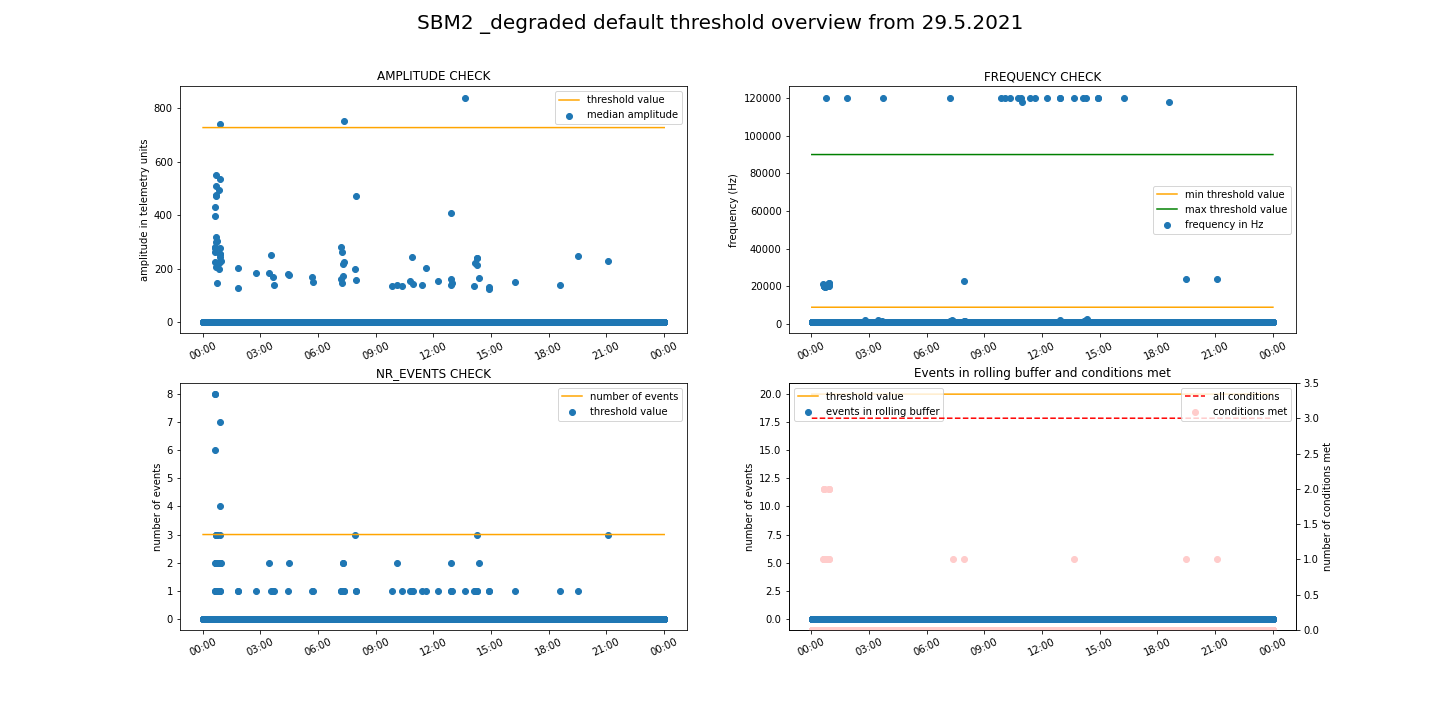 SBM2 _degraded default threshold overview from 29.5.2021
AMPLITUDE CHECK
amplitude in telemetry units
800
600
400
200
0
threshold value
median amplitude
00:00 03:00 06:00 09:00 12:00 15:00 18:00 21:00 00:00
FREQUENCY CHECK
frequency (Hz)
120000
100000
80000
60000
40000
20000
0
min threshold value
max threshold value
frequency in Hz
00:00 03:00 06:00 09:00 12:00 15:00 18:00 21:00 00:00
NR_EVENTS CHECK
number of events
8
7
6
5
4
3
2
1
0
number of events
threshold value
00:00 03:00 06:00 09:00 12:00 15:00 18:00 21:00 00:00
Events in rolling buffer and conditions met
number of events
20.0
17.5
15.0
12.5
10.0
7.5
5.0
2.5
0.0
threshold value
events in rolling buffer
all conditions
conditions met
3.5
3.0
2.5
2.0
1.5
1.0
0.5
0.0
number of conditions met
00:00 03:00 06:00 09:00 12:00 15:00 18:00 21:00 00:00